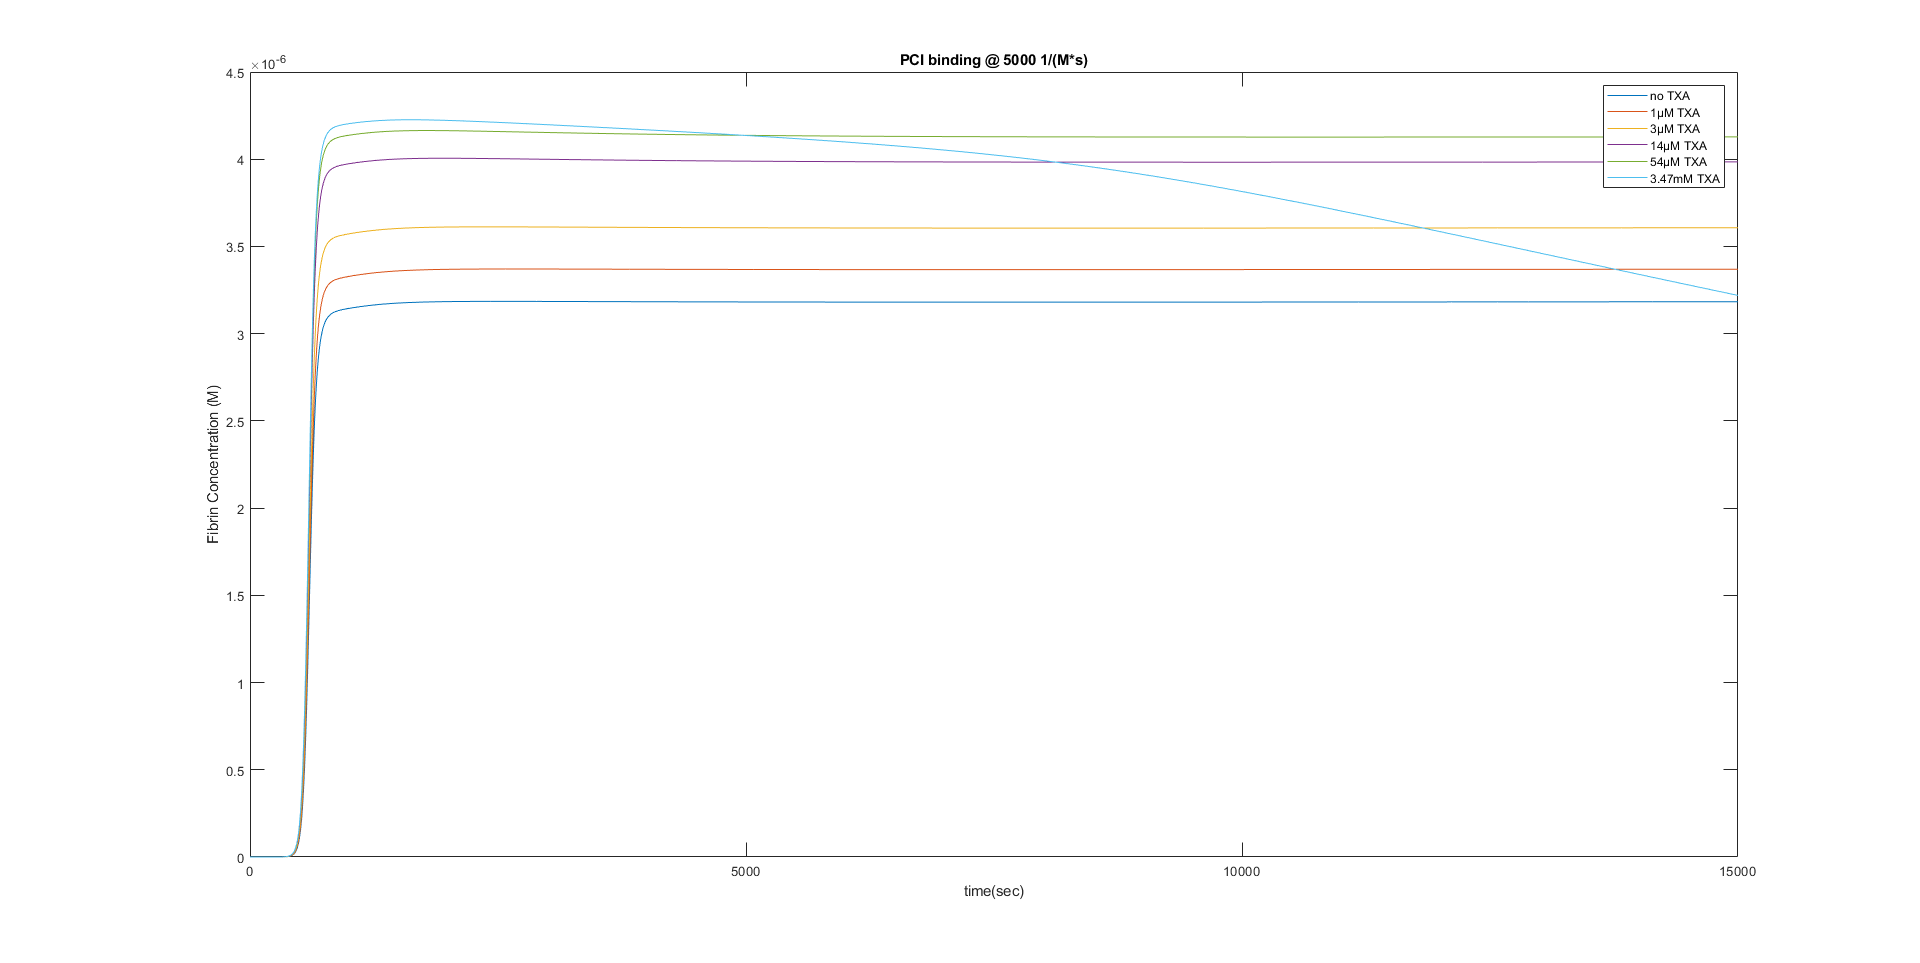 PCI binding @ 5000 1/(M*s)
×10-6
4.5
4
3.5
3
2.5
2
1.5
1
0.5
0
Fibrin Concentration (M)
no TXA
1μM TXA
3μM TXA
14μM TXA
54μM TXA
3.47mM TXA
0
5000
10000
15000
time(sec)